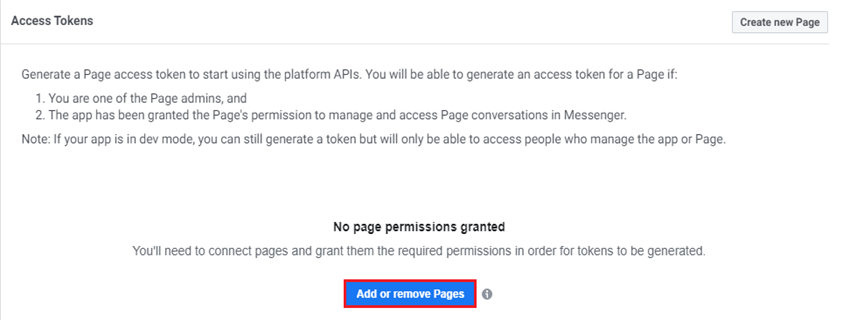 Access Tokens
Create new Page
Generate a Page access token to start using the platform APIs. You will be able to generate an access token for a Page if:
1. You are one of the Page admins, and
2. The app has been granted the Page's permission to manage and access Page conversations in Messenger.
Note: If your app is in dev mode, you can still generate a token but will only be able to access people who manage the app or Page.
No page permissions granted
You'll need to connect pages and grant them the required permissions in order for tokens to be generated.
Add or remove Pages